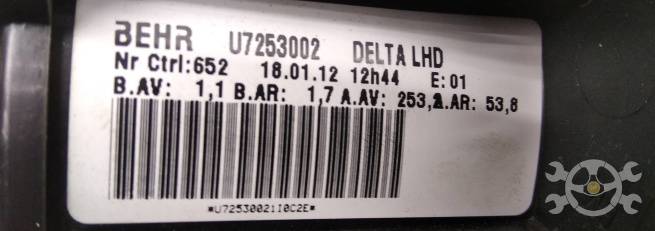 BEHR U7253002 DELTA LHD
Nr Ctrl:652 18.01.12 12h44 E:01
B.AV: 1,1 B.AR: 1,7 A.AV: 253, A.AR: 53,8
*U72530021I0C2E*